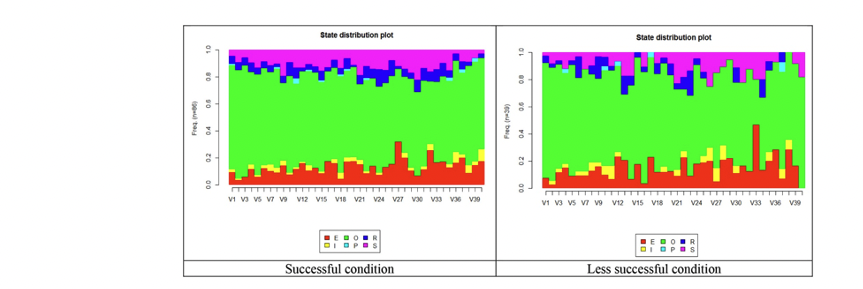 State distribution plot
Freq. (n=86)
1.0
0.8
0.6
0.4
0.2
0.0
V1 V3 V5 V7 V9 V12 V15 V18 V21 V24 V27 V30 V33 V36 V39
E O R
I P S
Successful condition
State distribution plot
Freq. (n=39)
1.0
0.8
0.6
0.4
0.2
0.0
V1 V3 V5 V7 V9 V12 V15 V18 V21 V24 V27 V30 V33 V36 V39
E O R
I P S
Less successful condition